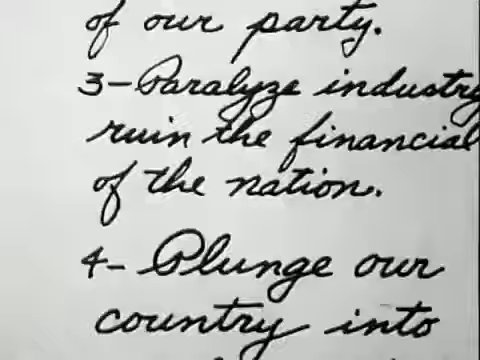 of our party.
3-Paralyze industry
ruin the financial
of the nation.
4- Plunge our
country into